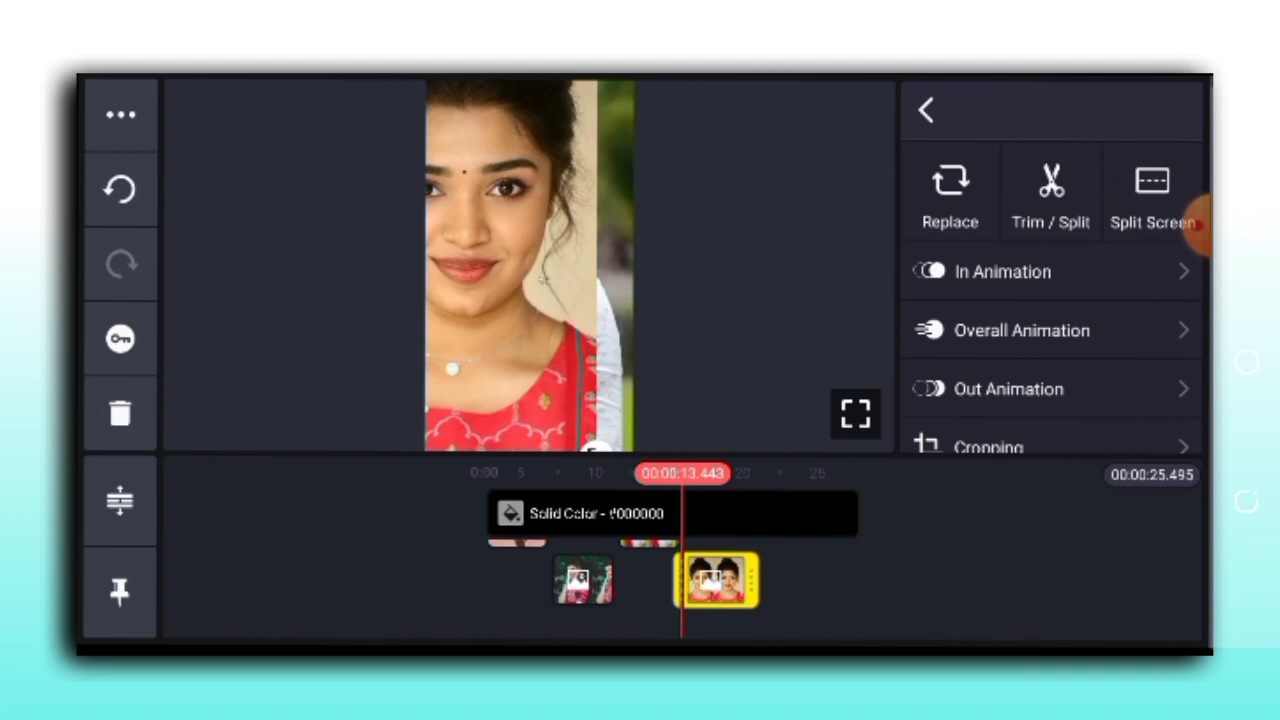 Replace
Trim / Split
Split Screen
In Animation
Overall Animation
Out Animation
Cropping
0:00 5 10 00:00:13.443 20 25
00:00:25.495
Solid Color - #000000